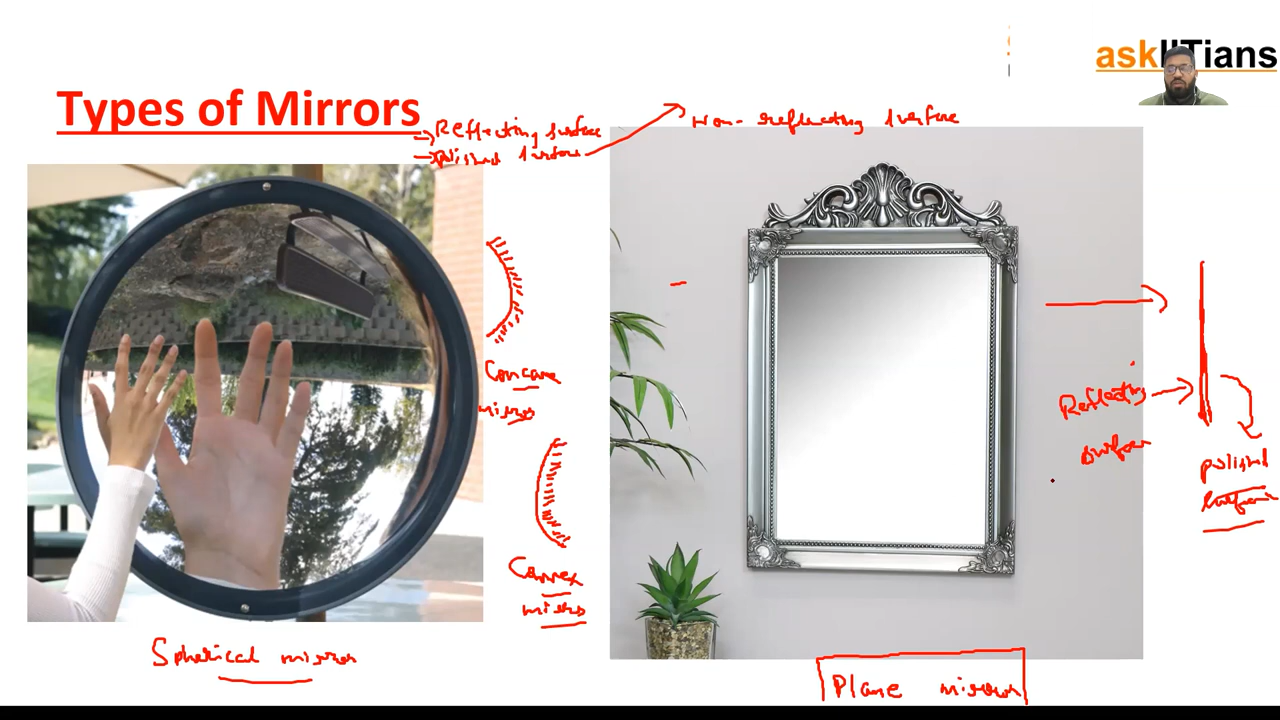 askIITians
Types of Mirrors
→ Reflecting surface
→ polished surface
Non-reflecting surface
Concave
mirror
Convex
mirror
Reflecting
surface
polished
surface
Spherical mirror
Plane mirror